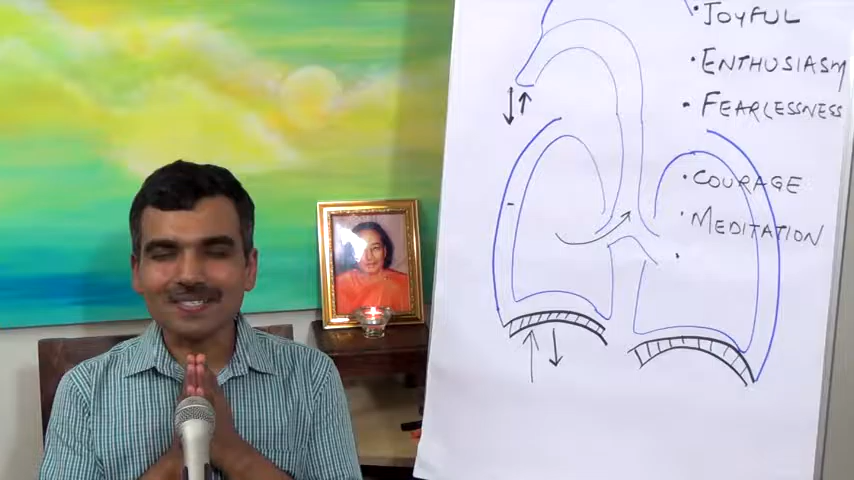 • JOYFUL
• ENTHUSIASM
• FEARLESSNESS
• COURAGE
• MEDITATION